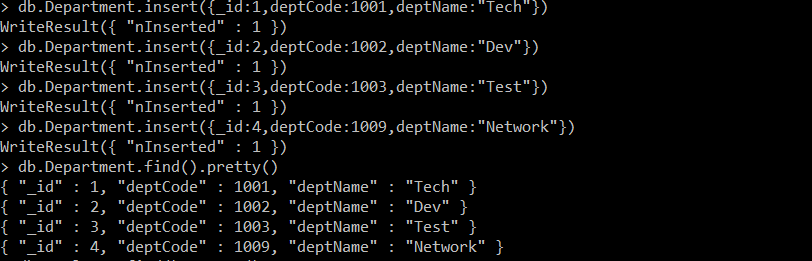 > db.Department.insert({_id:1,deptCode:1001,deptName:"Tech"})
WriteResult({ "nInserted" : 1 })
> db.Department.insert({_id:2,deptCode:1002,deptName:"Dev"})
WriteResult({ "nInserted" : 1 })
> db.Department.insert({_id:3,deptCode:1003,deptName:"Test"})
WriteResult({ "nInserted" : 1 })
> db.Department.insert({_id:4,deptCode:1009,deptName:"Network"})
WriteResult({ "nInserted" : 1 })
> db.Department.find().pretty()
{ "_id" : 1, "deptCode" : 1001, "deptName" : "Tech" }
{ "_id" : 2, "deptCode" : 1002, "deptName" : "Dev" }
{ "_id" : 3, "deptCode" : 1003, "deptName" : "Test" }
{ "_id" : 4, "deptCode" : 1009, "deptName" : "Network" }